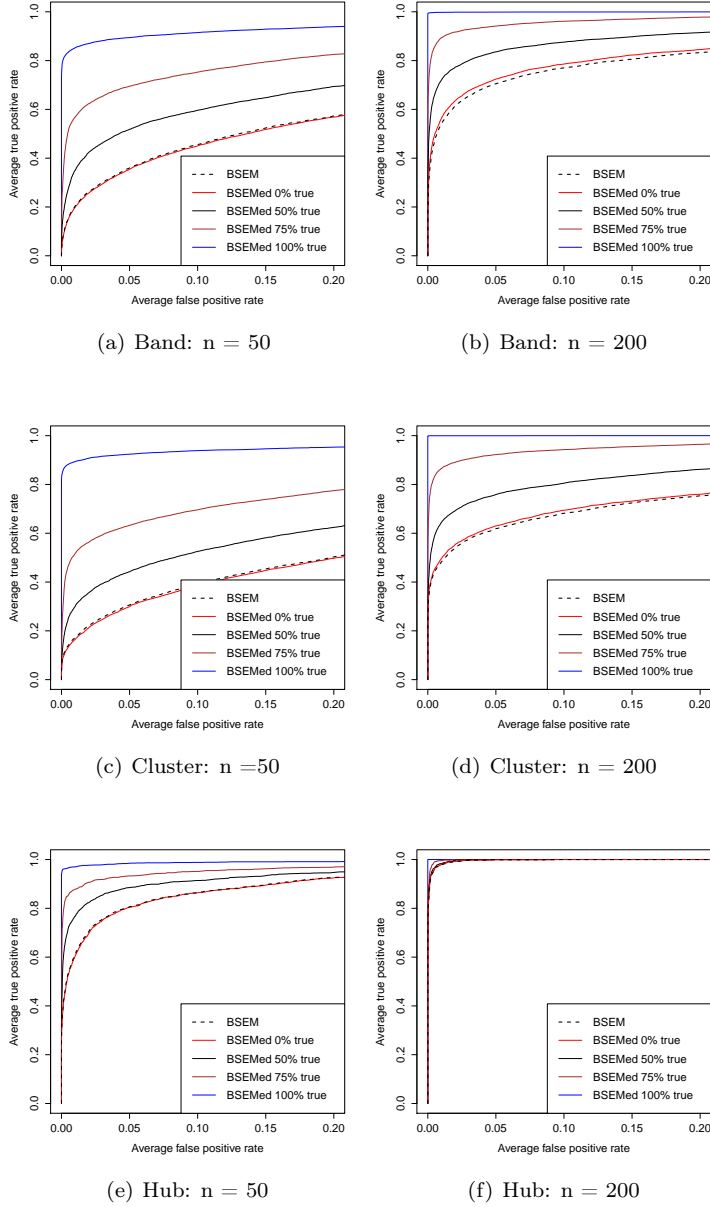 Average true positive rate
0.0 0.2 0.4 0.6 0.8 1.0
BSEM
BSEMed 0% true
BSEMed 50% true
BSEMed 75% true
BSEMed 100% true
0.00 0.05 0.10 0.15 0.20
Average false positive rate
(a) Band: n = 50
Average true positive rate
0.0 0.2 0.4 0.6 0.8 1.0
BSEM
BSEMed 0% true
BSEMed 50% true
BSEMed 75% true
BSEMed 100% true
0.00 0.05 0.10 0.15 0.20
Average false positive rate
(b) Band: n = 200
Average true positive rate
0.0 0.2 0.4 0.6 0.8 1.0
BSEM
BSEMed 0% true
BSEMed 50% true
BSEMed 75% true
BSEMed 100% true
0.00 0.05 0.10 0.15 0.20
Average false positive rate
(c) Cluster: n =50
Average true positive rate
0.0 0.2 0.4 0.6 0.8 1.0
BSEM
BSEMed 0% true
BSEMed 50% true
BSEMed 75% true
BSEMed 100% true
0.00 0.05 0.10 0.15 0.20
Average false positive rate
(d) Cluster: n = 200
Average true positive rate
0.0 0.2 0.4 0.6 0.8 1.0
BSEM
BSEMed 0% true
BSEMed 50% true
BSEMed 75% true
BSEMed 100% true
0.00 0.05 0.10 0.15 0.20
Average false positive rate
(e) Hub: n = 50
Average true positive rate
0.0 0.2 0.4 0.6 0.8 1.0
BSEM
BSEMed 0% true
BSEMed 50% true
BSEMed 75% true
BSEMed 100% true
0.00 0.05 0.10 0.15 0.20
Average false positive rate
(f) Hub: n = 200